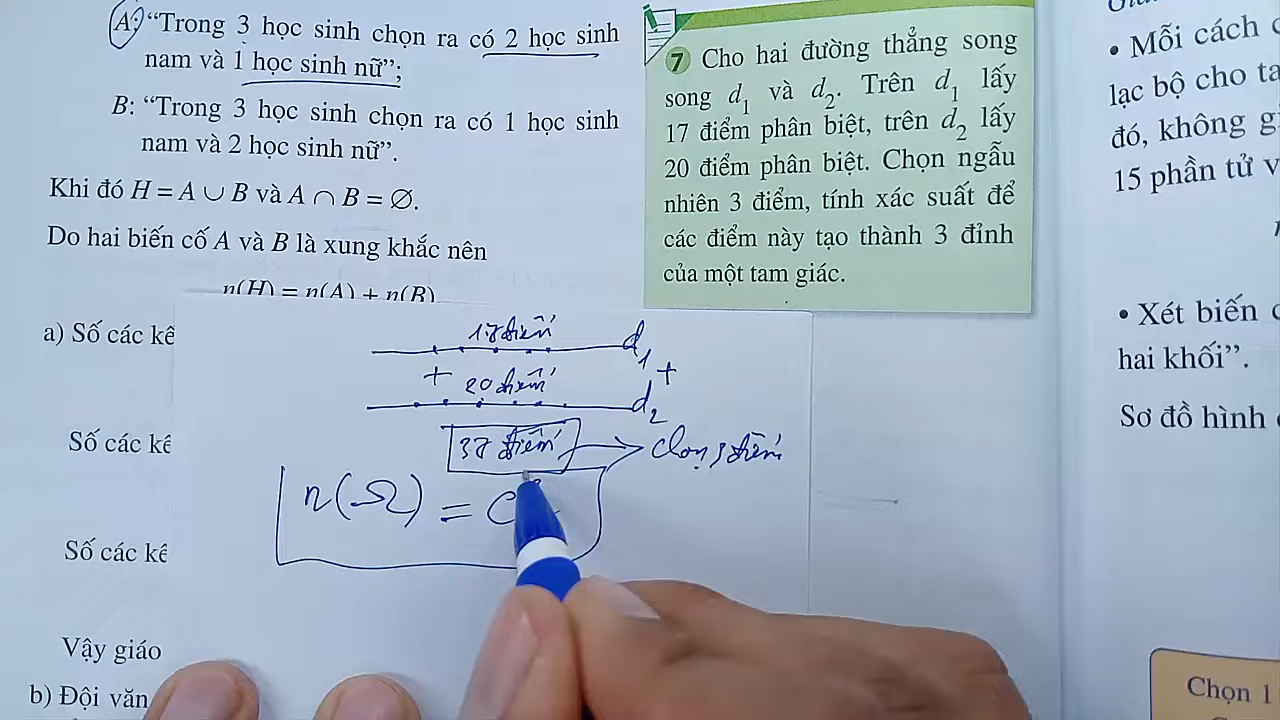 A: “Trong 3 học sinh chọn ra có 2 học sinh
nam và 1 học sinh nữ”;
B: “Trong 3 học sinh chọn ra có 1 học sinh
nam và 2 học sinh nữ”.
Khi đó H = A ∪ B và A ∩ B = ∅.
Do hai biến cố A và B là xung khắc nên
n(H) = n(A) + n(B)
a) Số các kế
Số các kế
Số các kế
Vậy giáo
b) Đội văn
7 Cho hai đường thẳng song
song d1 và d2. Trên d1 lấy
17 điểm phân biệt, trên d2 lấy
20 điểm phân biệt. Chọn ngẫu
nhiên 3 điểm, tính xác suất để
các điểm này tạo thành 3 đỉnh
của một tam giác.
17 điểm d1
+ 20 điểm +
d2
37 điểm → Chọn 3 điểm
n(Ω) = C
• Mỗi cách
lạc bộ cho ta
đó, không
15 phần tử
• Xét biến
hai khối”.
Sơ đồ hình
Chọn 1